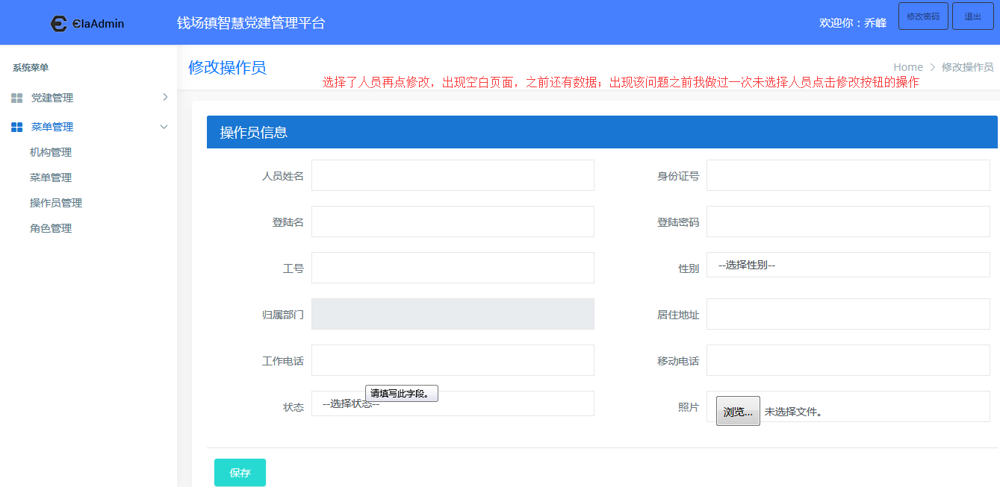 ElaAdmin
钱场镇智慧党建管理平台
欢迎你：乔峰
修改密码
退出
系统菜单
党建管理
菜单管理
机构管理
菜单管理
操作员管理
角色管理
修改操作员
Home > 修改操作员
选择了人员再点修改，出现空白页面，之前还有数据；出现该问题之前我做过一次未选择人员点击修改按钮的操作
操作员信息
人员姓名
身份证号
登陆名
登陆密码
工号
性别
--选择性别--
归属部门
居住地址
工作电话
移动电话
请填写此字段。
状态
--选择状态--
照片
浏览...
未选择文件。
保存